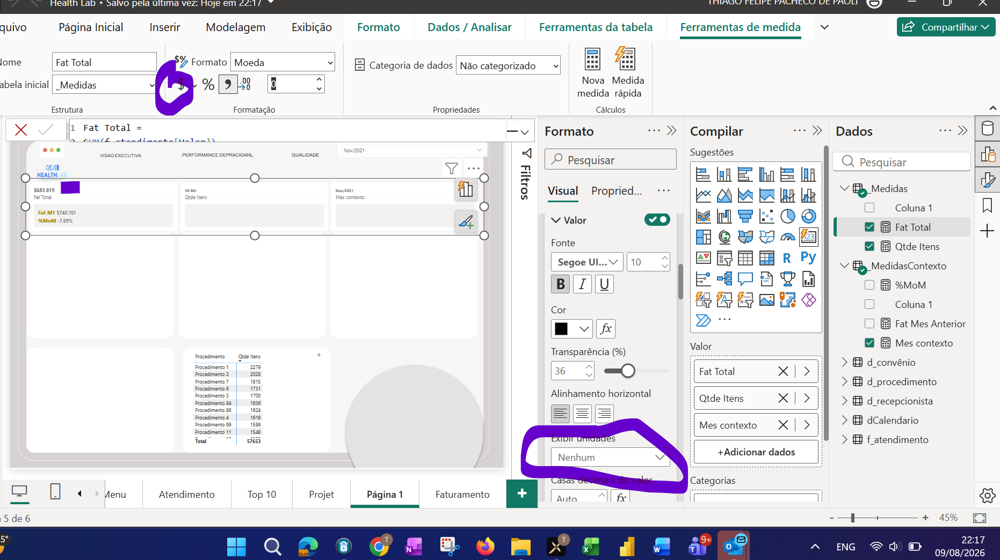 Health Lab • Salvo pela última vez: Hoje em 22:17
THIAGO FELIPE PACHECO DE PAOLI
quivo
Página Inicial
Inserir
Modelagem
Exibição
Formato
Dados / Analisar
Ferramentas da tabela
Ferramentas de medida
Compartilhar
Nome
Fat Total
$%
Formato
Moeda
abela inicial
_Medidas
$
%
,
.00
.0
0
Categoria de dados
Não categorizado
Nova
medida
Medida
rápida
Estrutura
Formatação
Propriedades
Cálculos
1 Fat Total =
2 SUM(f_atendimento[Valor])
VISAO EXECUTIVA
PERFORMANCE OEPRACIOANL
QUALIDADE
Nov/2021
HEALTHLAB
$683.819
Fat Total
58 Mil
Qtde Itens
Nov/2021
Mes contexto
Fat M1 $740.761
%MoM -7,69%
Procedimento Qtde Itens
Procedimento 1 2279
Procedimento 2 2028
Procedimento 7 1815
Procedimento 6 1731
Procedimento 3 1700
Procedimento 84 1636
Procedimento 86 1624
Procedimento 4 1616
Procedimento 69 1599
Procedimento 11 1548
Total 57653
Filtros
Formato
Pesquisar
Visual
Propried...
Valor
Fonte
Segoe UI...
10
B
I
U
Cor
fx
Transparência (%)
36
Alinhamento horizontal
Exibir unidades
Nenhum
Casas decimais do valor
Auto
fx
Compilar
Sugestões
123
R
Py
Valor
Fat Total
Qtde Itens
Mes contexto
+Adicionar dados
Categorias
Dados
Pesquisar
_Medidas
Coluna 1
Fat Total
Qtde Itens
_MedidasContexto
%MoM
Coluna 1
Fat Mes Anterior
Mes contexto
d_convênio
d_procedimento
d_recepcionista
dCalendario
f_atendimento
Menu
Atendimento
Top 10
Projet
Página 1
Faturamento
+
5 de 6
-
+
45%
5°
T
N
T
X
W
T
9+
ENG
22:17
09/08/2026